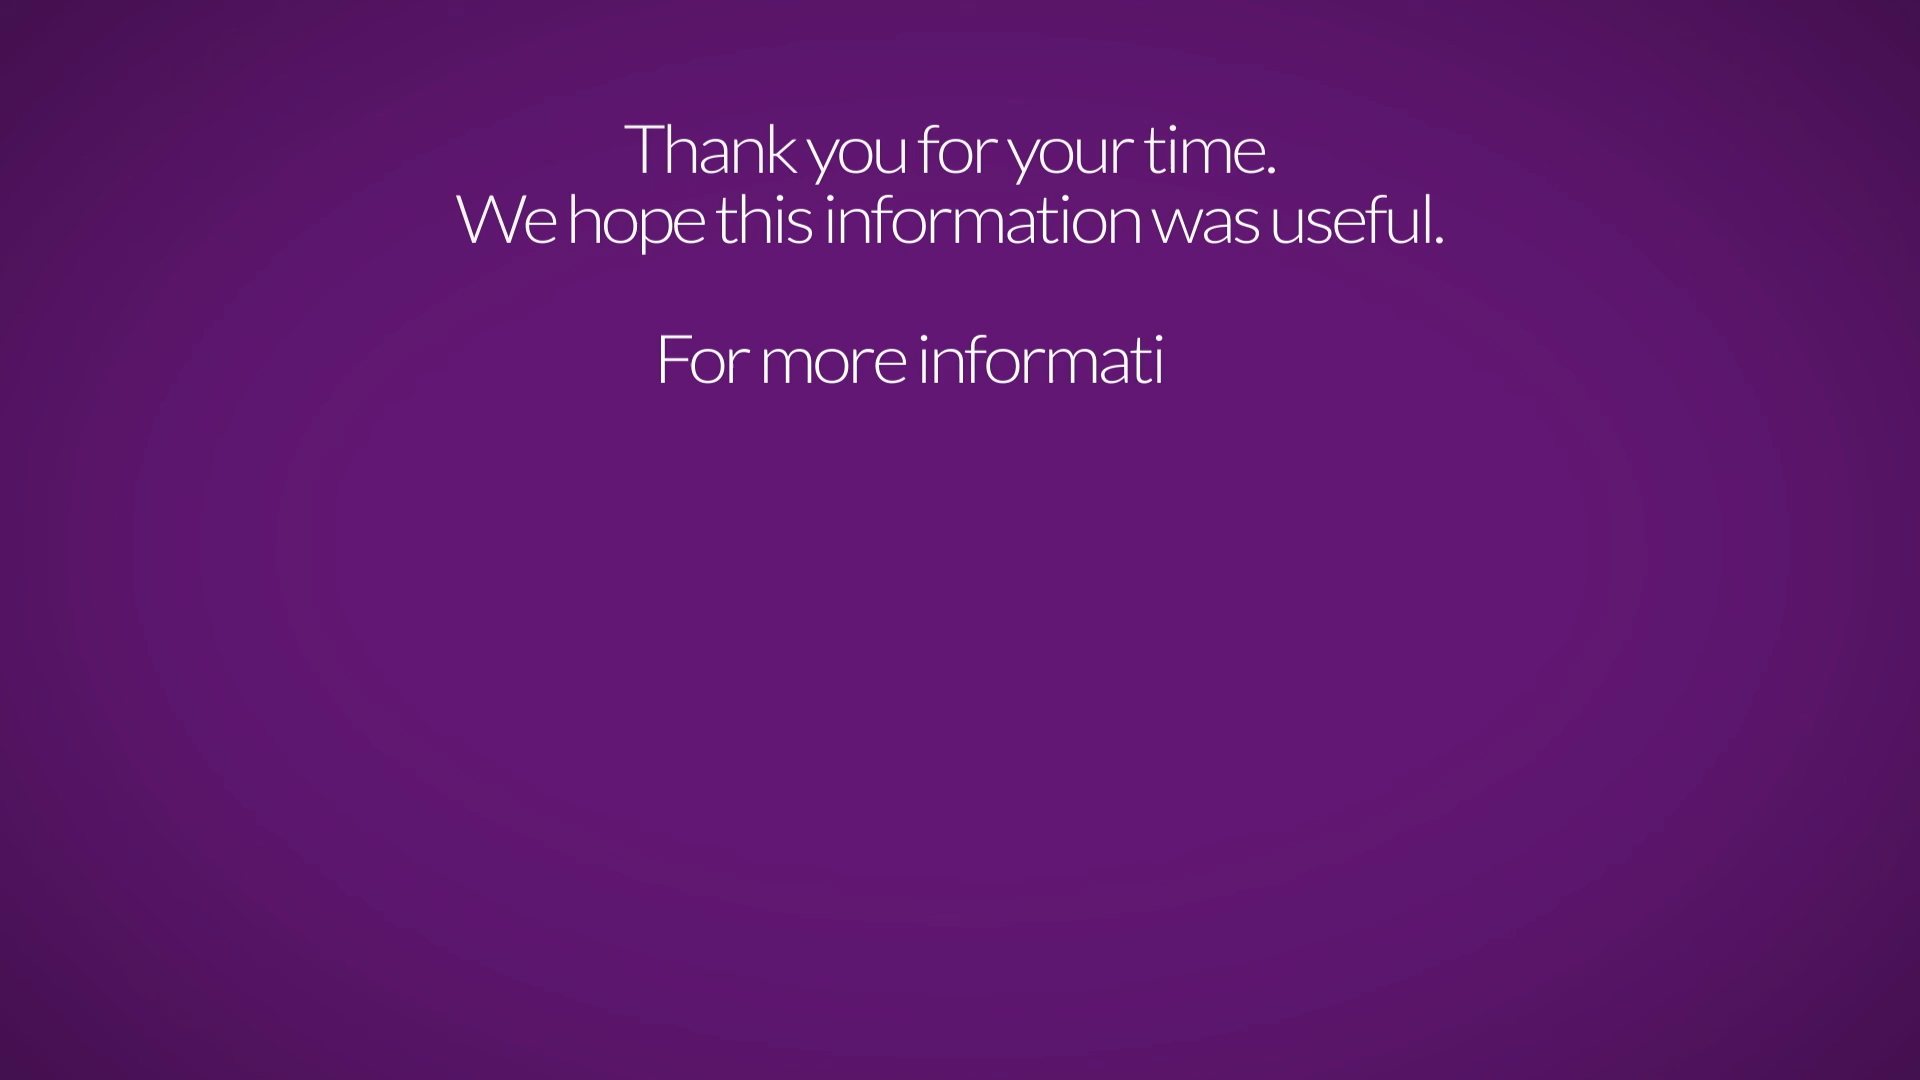 Thank you for your time.
We hope this information was useful.
For more informati